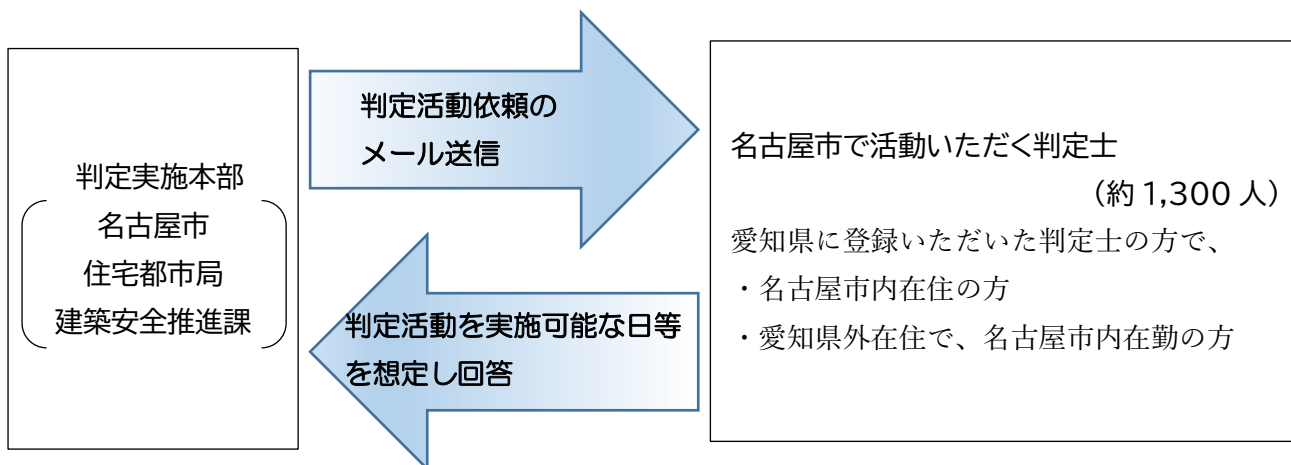 判定実施本部
名古屋市
住宅都市局
建築安全推進課
判定活動依頼の
メール送信
判定活動を実施可能な日等
を想定し回答
名古屋市で活動いただく判定士
（約 1,300 人）
愛知県に登録いただいた判定士の方で、
・名古屋市内在住の方
・愛知県外在住で、名古屋市内在勤の方